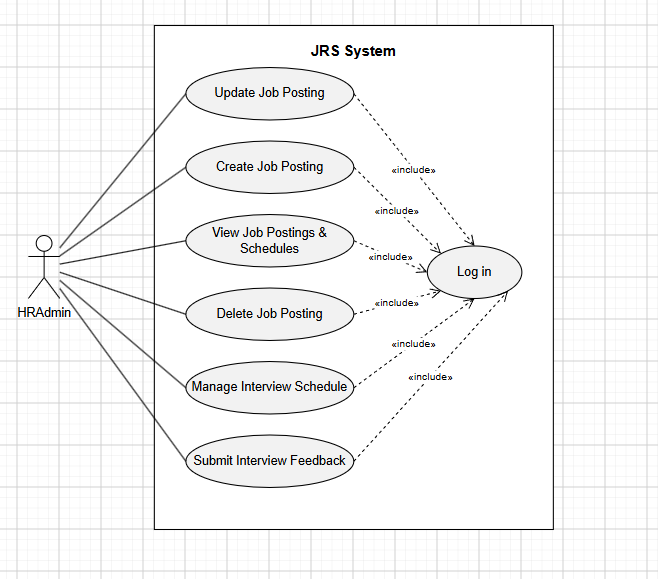 JRS System
Update Job Posting
«include»
Create Job Posting
«include»
View Job Postings &
Schedules
«include»
Log in
HRAdmin
Delete Job Posting
«include»
Manage Interview Schedule
«include»
«include»
Submit Interview Feedback